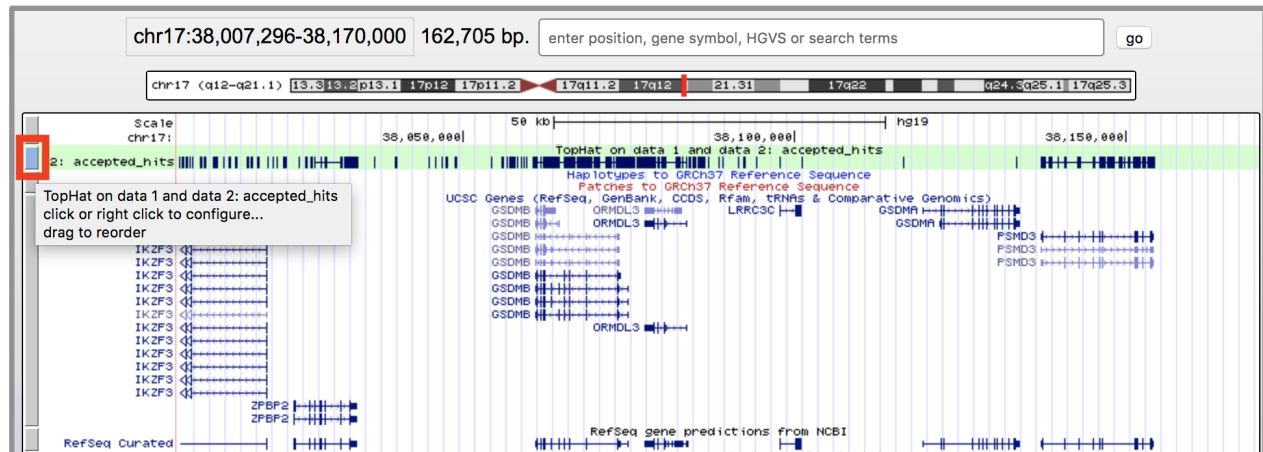 chr17:38,007,296-38,170,000 162,705 bp. enter position, gene symbol, HGVS or search terms go
chr17 (q12-q21.1) 13.3 13.2 p13.1 17p12 17p11.2 17q11.2 17q12 21.31 17q22 q24.3 q25.1 17q25.3
Scale 50 kb hg19
chr17: 38,050,000 38,100,000 38,150,000
TopHat on data 1 and data 2: accepted_hits
2: accepted_hits
Haplotypes to GRCh37 Reference Sequence
Patches to GRCh37 Reference Sequence
TopHat on data 1 and data 2: accepted_hits
click or right click to configure...
drag to reorder
UCSC Genes (RefSeq, GenBank, CCDS, Rfam, tRNAs & Comparative Genomics)
GSDMB ORMDL3 LRRC3C GSDMA
GSDMB ORMDL3 GSDMA
GSDMB PSMD3
IKZF3 GSDMB PSMD3
IKZF3 GSDMB PSMD3
IKZF3 GSDMB
IKZF3 GSDMB
IKZF3 GSDMB
IKZF3 GSDMB
IKZF3 ORMDL3
IKZF3
IKZF3
IKZF3
IKZF3
IKZF3
ZPBP2
ZPBP2
RefSeq gene predictions from NCBI
RefSeq Curated